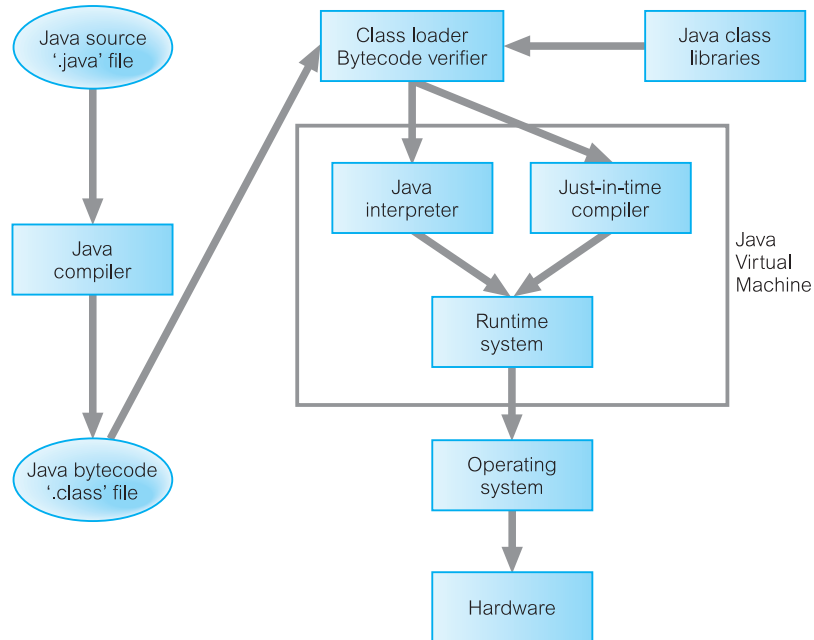 Java source
‘.java’ file
Class loader
Bytecode verifier
Java class
libraries
Java
interpreter
Just-in-time
compiler
Java
compiler
Java
Virtual
Machine
Runtime
system
Java bytecode
‘.class’ file
Operating
system
Hardware